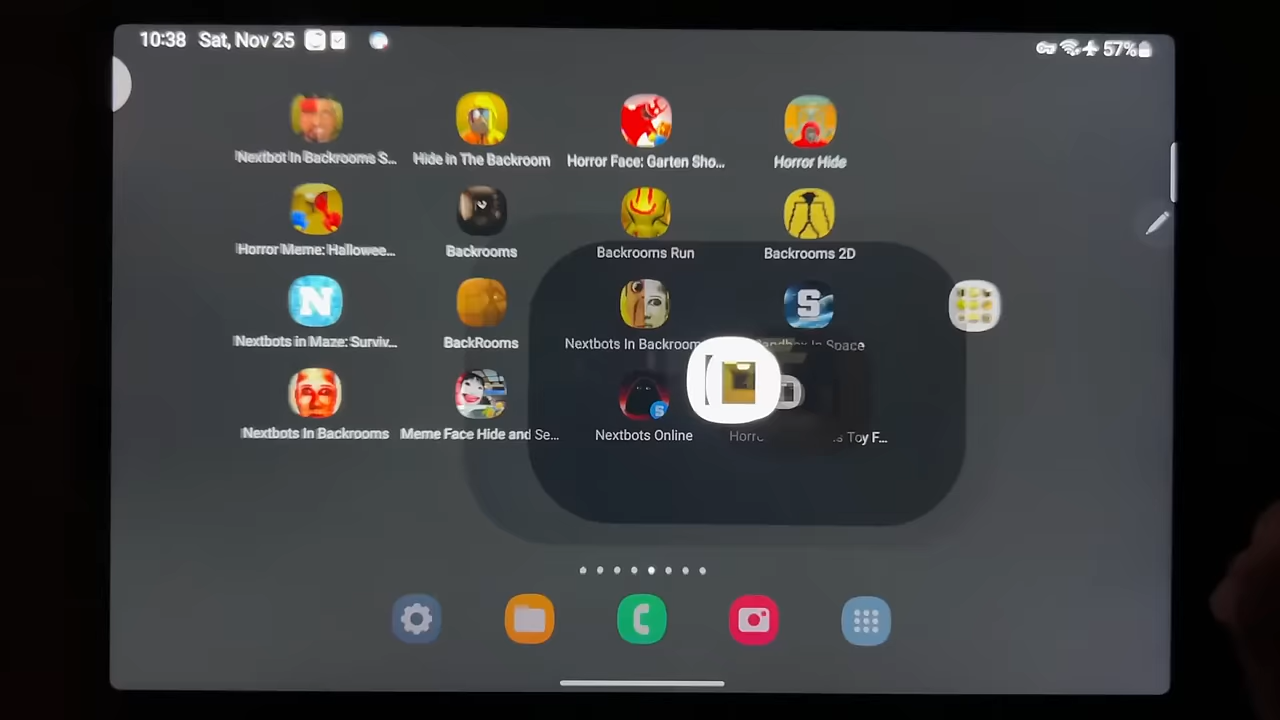 10:38 Sat, Nov 25 57%
Nextbot In Backrooms S... Hide in The Backroom Horror Face: Garten Sho... Horror Hide
Horror Meme: Hallowee... Backrooms Backrooms Run Backrooms 2D
N S
Nextbots in Maze: Surviv... BackRooms Nextbots In Backroom Sandbox In Space
S
Nextbots In Backrooms Meme Face Hide and Se... Nextbots Online Horr Toy F...